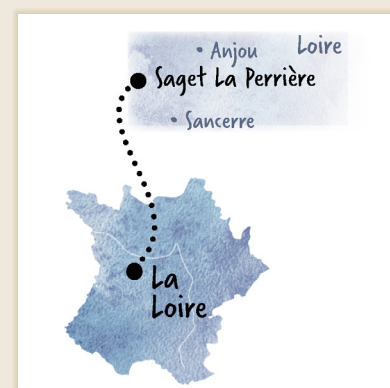 Loire
• Anjou
Saget La Perrière
• Sancerre
La
Loire